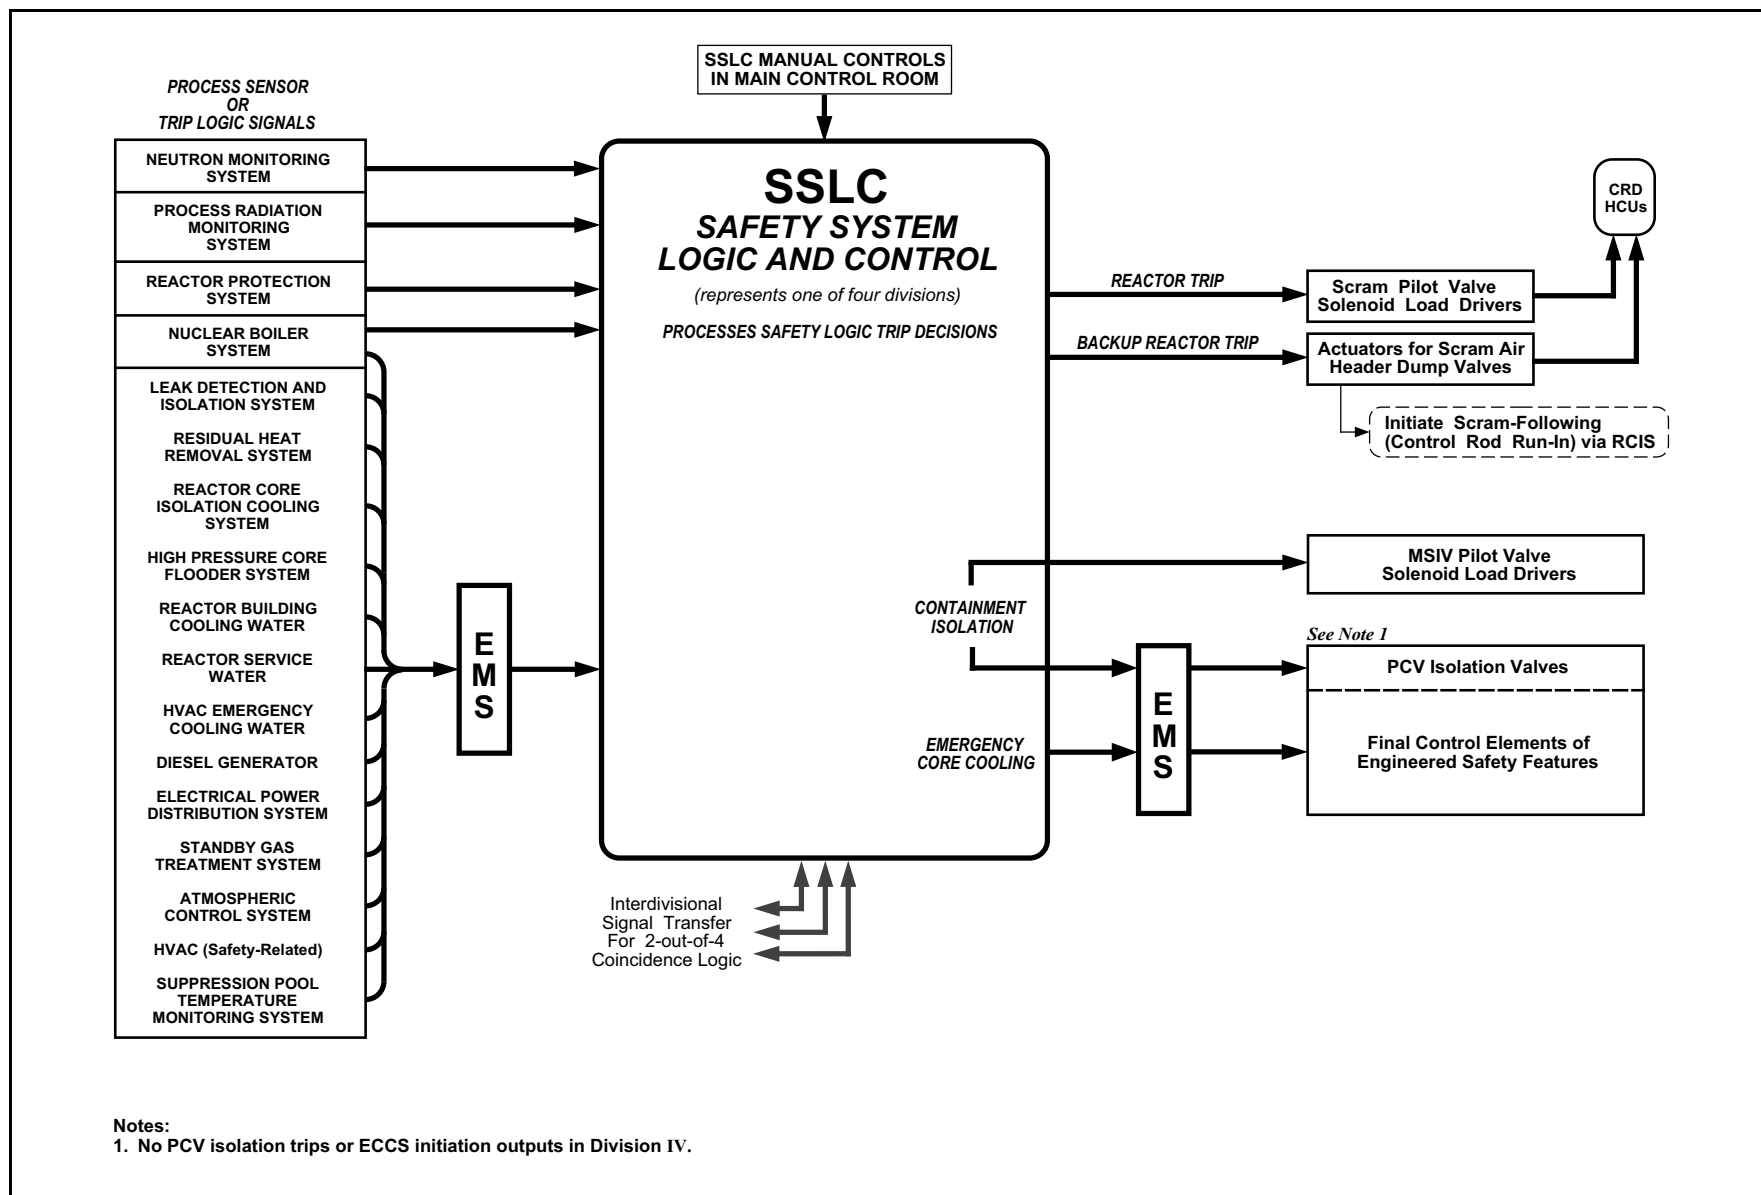 SSLC MANUAL CONTROLS
IN MAIN CONTROL ROOM
PROCESS SENSOR
OR
TRIP LOGIC SIGNALS
NEUTRON MONITORING
SYSTEM
PROCESS RADIATION
MONITORING
SYSTEM
REACTOR PROTECTION
SYSTEM
NUCLEAR BOILER
SYSTEM
LEAK DETECTION AND
ISOLATION SYSTEM
RESIDUAL HEAT
REMOVAL SYSTEM
REACTOR CORE
ISOLATION COOLING
SYSTEM
HIGH PRESSURE CORE
FLOODER SYSTEM
REACTOR BUILDING
COOLING WATER
REACTOR SERVICE
WATER
HVAC EMERGENCY
COOLING WATER
DIESEL GENERATOR
ELECTRICAL POWER
DISTRIBUTION SYSTEM
STANDBY GAS
TREATMENT SYSTEM
ATMOSPHERIC
CONTROL SYSTEM
HVAC (Safety-Related)
SUPPRESSION POOL
TEMPERATURE
MONITORING SYSTEM
E
M
S
SSLC
SAFETY SYSTEM
LOGIC AND CONTROL
(represents one of four divisions)
PROCESSES SAFETY LOGIC TRIP DECISIONS
CONTAINMENT
ISOLATION
EMERGENCY
CORE COOLING
Interdivisional
Signal Transfer
For 2-out-of-4
Coincidence Logic
REACTOR TRIP
BACKUP REACTOR TRIP
CRD
HCUs
Scram Pilot Valve
Solenoid Load Drivers
Actuators for Scram Air
Header Dump Valves
Initiate Scram-Following
(Control Rod Run-In) via RCIS
MSIV Pilot Valve
Solenoid Load Drivers
E
M
S
See Note 1
PCV Isolation Valves
Final Control Elements of
Engineered Safety Features
Notes:
1. No PCV isolation trips or ECCS initiation outputs in Division IV.